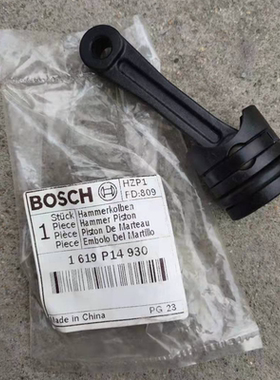 BOSCH
HZP1
FD:809
1
Stück Hammerkolben
Piece Hammer Piston
Pièce Piston De Marteau
Piece Embolo Del Martillo
1 619 P14 930
Made in China
PG 23